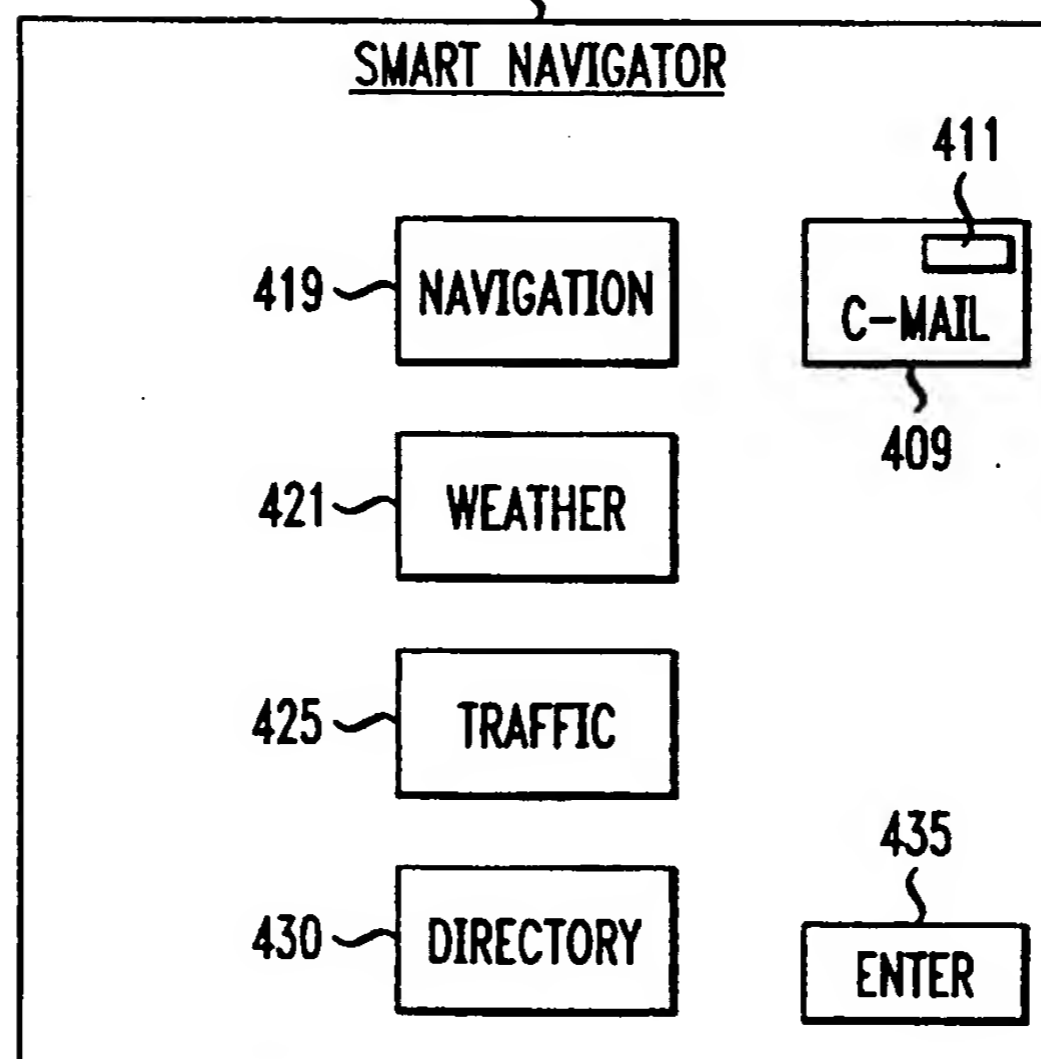 SMART NAVIGATOR
411
419 NAVIGATION C-MAIL
409
421 WEATHER
425 TRAFFIC
435
430 DIRECTORY ENTER